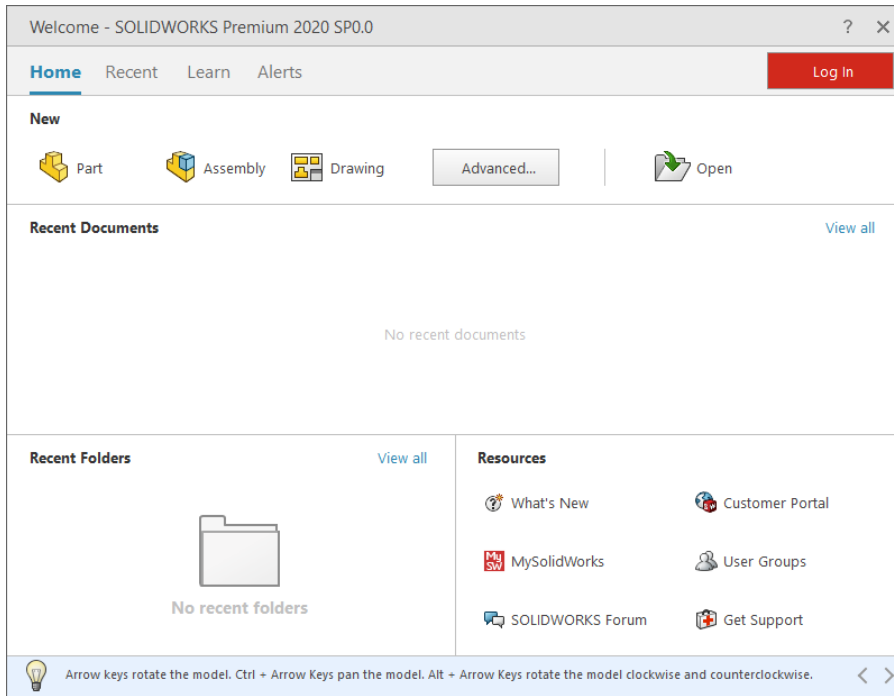 Welcome - SOLIDWORKS Premium 2020 SP0.0 ?
Home Recent Learn Alerts Log In
New
Part Assembly Drawing Advanced... Open
Recent Documents View all
No recent documents
Recent Folders View all
No recent folders
Resources
What's New Customer Portal
My SW MySolidWorks User Groups
SOLIDWORKS Forum Get Support
Arrow keys rotate the model. Ctrl + Arrow Keys pan the model. Alt + Arrow Keys rotate the model clockwise and counterclockwise.